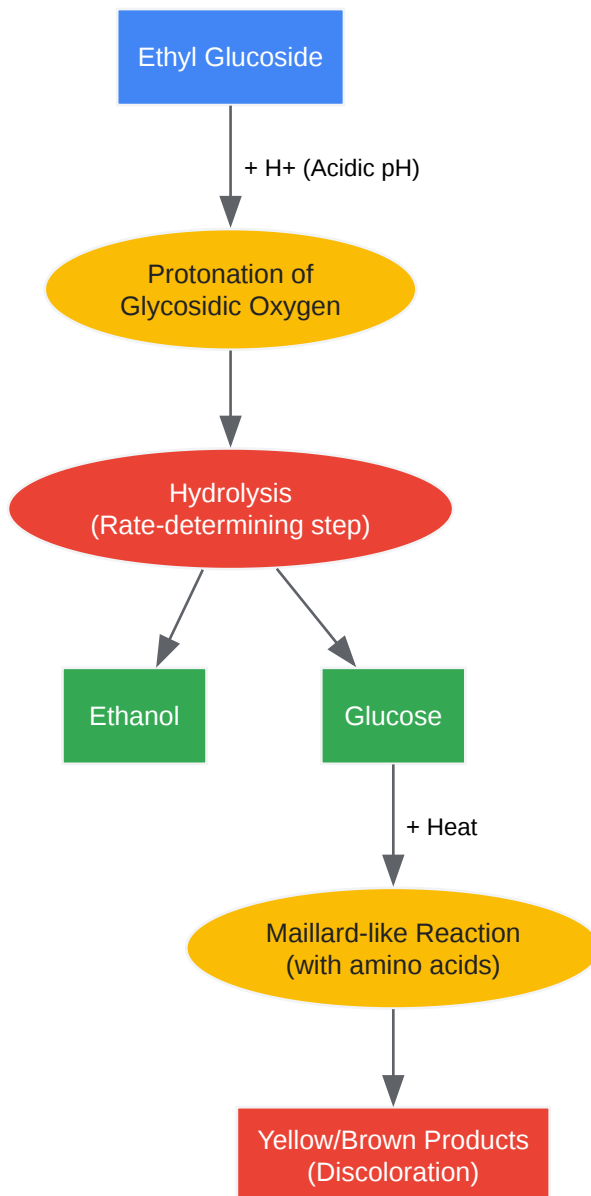 Ethyl Glucoside
+ H+ (Acidic pH)
Protonation of
Glycosidic Oxygen
Hydrolysis
(Rate-determining step)
Ethanol
Glucose
+ Heat
Maillard-like Reaction
(with amino acids)
Yellow/Brown Products
(Discoloration)